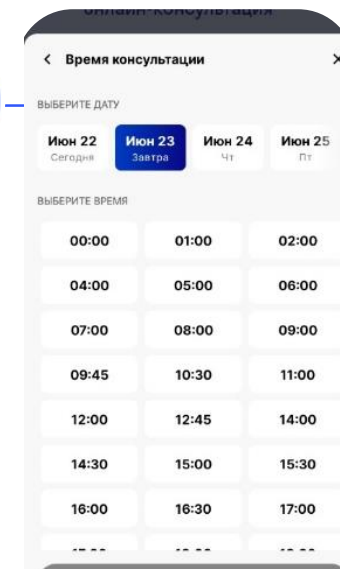 онлайн-консультация
Время консультации
ВЫБЕРИТЕ ДАТУ
Июн 22 Июн 23 Июн 24 Июн 25
Сегодня Завтра Чт Пт
ВЫБЕРИТЕ ВРЕМЯ
00:00 01:00 02:00
04:00 05:00 06:00
07:00 08:00 09:00
09:45 10:30 11:00
12:00 12:45 14:00
14:30 15:00 15:30
16:00 16:30 17:00